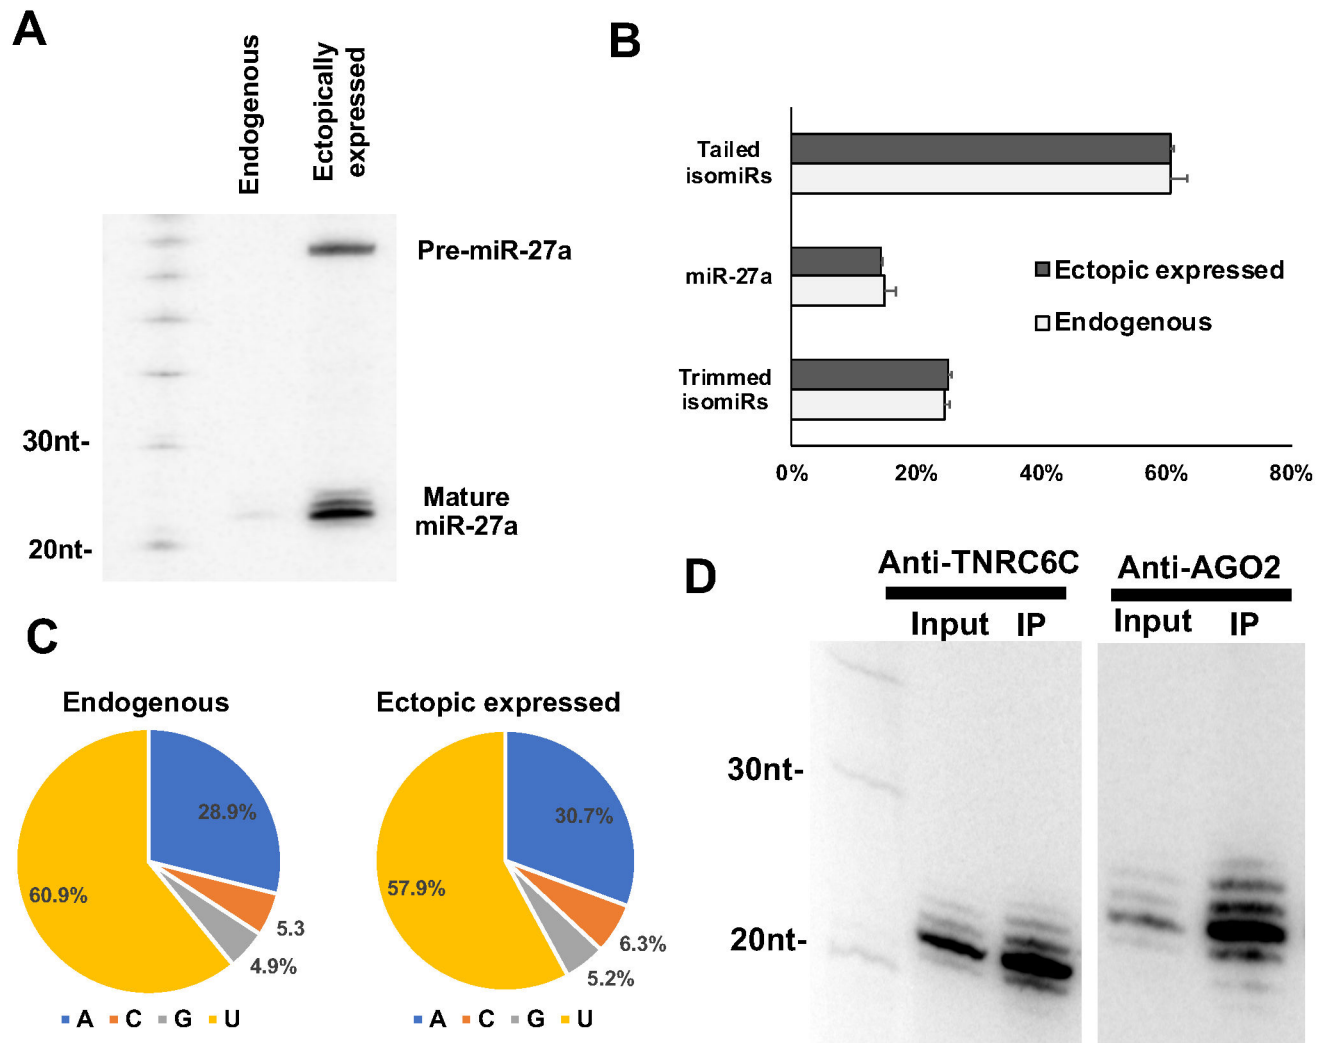 A
Endogenous
Ectopically
expressed
Pre-miR-27a
30nt-
Mature
miR-27a
20nt-
B
Tailed
isomiRs
miR-27a
Trimmed
isomiRs
Ectopic expressed
Endogenous
0% 20% 40% 60% 80%
C
Endogenous
28.9%
60.9%
5.3
4.9%
A C G U
Ectopic expressed
30.7%
57.9%
6.3%
5.2%
A C G U
D
Anti-TNRC6C Anti-AGO2
Input IP Input IP
30nt-
20nt-